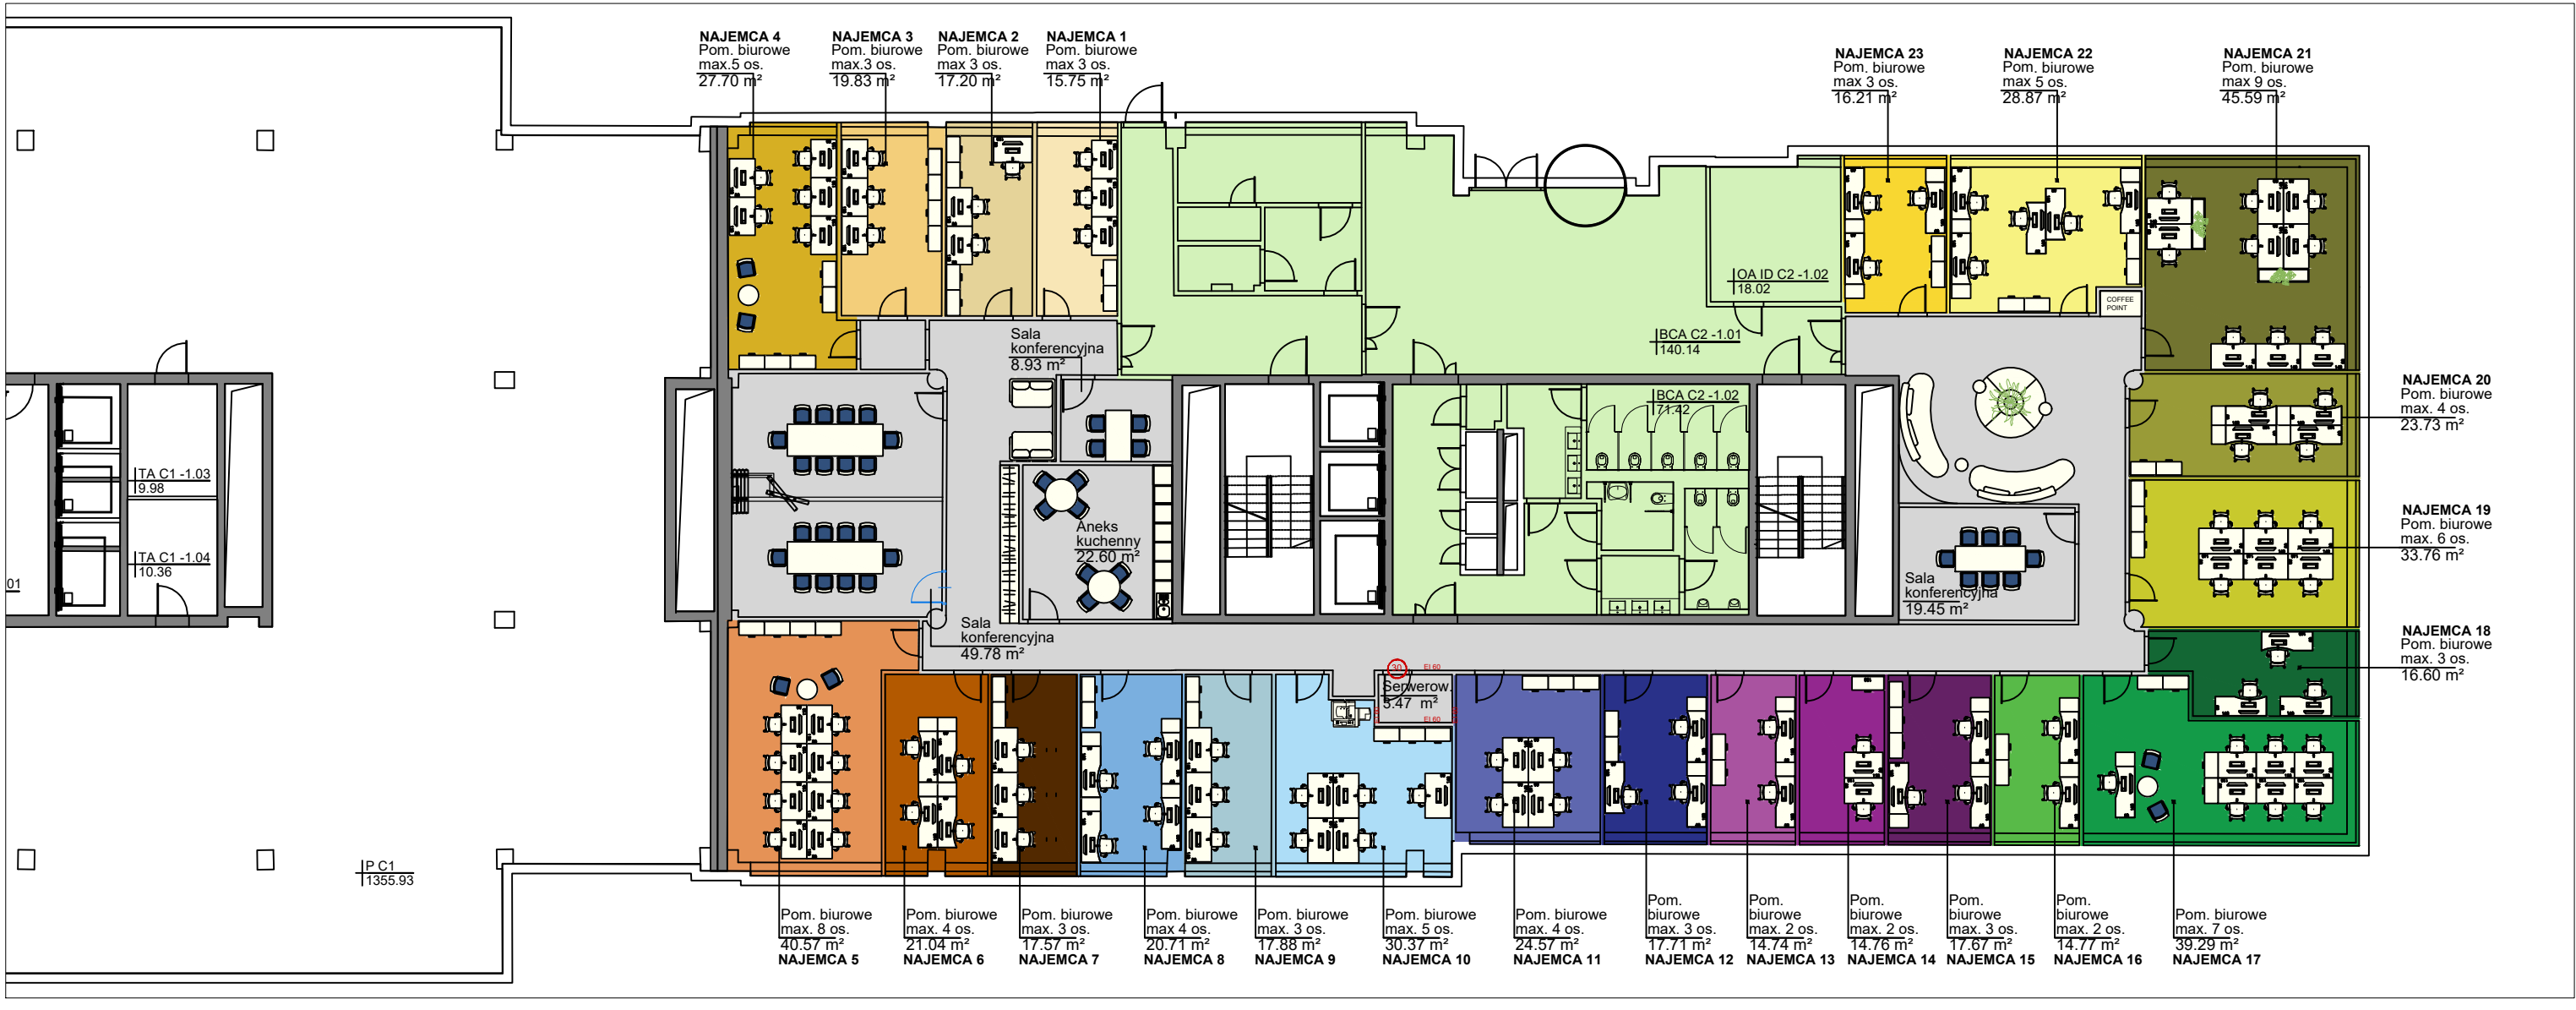 NAJEMCA 4
Pom. biurowe
max.5 os.
27.70 m²
NAJEMCA 3
Pom. biurowe
max.3 os.
19.83 m²
NAJEMCA 2
Pom. biurowe
max 3 os.
17.20 m²
NAJEMCA 1
Pom. biurowe
max 3 os.
15.75 m²
NAJEMCA 23
Pom. biurowe
max 3 os.
16.21 m²
NAJEMCA 22
Pom. biurowe
max 5 os.
28.87 m²
NAJEMCA 21
Pom. biurowe
max 9 os.
45.59 m²
OA ID C2 -1.02
18.02
COFFEE
POINT
BCA C2 -1.01
140.14
Sala
konferencyjna
8.93 m²
BCA C2 -1.02
71.42
NAJEMCA 20
Pom. biurowe
max. 4 os.
23.73 m²
TA C1 -1.03
9.98
TA C1 -1.04
10.36
01
Aneks
kuchenny
22.60 m²
NAJEMCA 19
Pom. biurowe
max. 6 os.
33.76 m²
Sala
konferencyjna
19.45 m²
Sala
konferencyjna
49.78 m²
NAJEMCA 18
Pom. biurowe
max. 3 os.
16.60 m²
30
EI 60
Serwerow.
5.47 m²
EI 60
P C1
1355.93
Pom. biurowe
max. 8 os.
40.57 m²
NAJEMCA 5
Pom. biurowe
max. 4 os.
21.04 m²
NAJEMCA 6
Pom. biurowe
max. 3 os.
17.57 m²
NAJEMCA 7
Pom. biurowe
max 4 os.
20.71 m²
NAJEMCA 8
Pom. biurowe
max. 3 os.
17.88 m²
NAJEMCA 9
Pom. biurowe
max. 5 os.
30.37 m²
NAJEMCA 10
Pom. biurowe
max. 4 os.
24.57 m²
NAJEMCA 11
Pom.
biurowe
max. 3 os.
17.71 m²
NAJEMCA 12
Pom.
biurowe
max. 2 os.
14.74 m²
NAJEMCA 13
Pom.
biurowe
max. 2 os.
14.76 m²
NAJEMCA 14
Pom.
biurowe
max. 3 os.
17.67 m²
NAJEMCA 15
Pom.
biurowe
max. 2 os.
14.77 m²
NAJEMCA 16
Pom. biurowe
max. 7 os.
39.29 m²
NAJEMCA 17